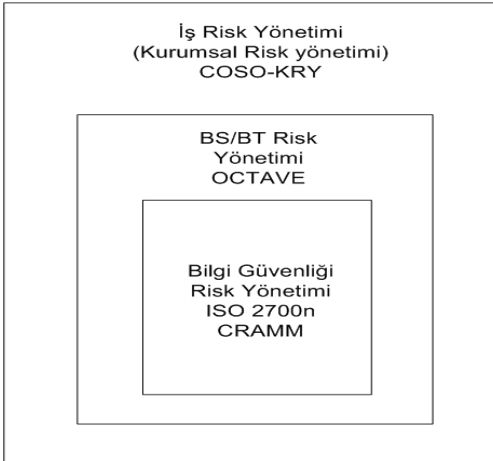 İş Risk Yönetimi
(Kurumsal Risk yönetimi)
COSO-KRY
BS/BT Risk
Yönetimi
OCTAVE
Bilgi Güvenliği
Risk Yönetimi
ISO 2700n
CRAMM